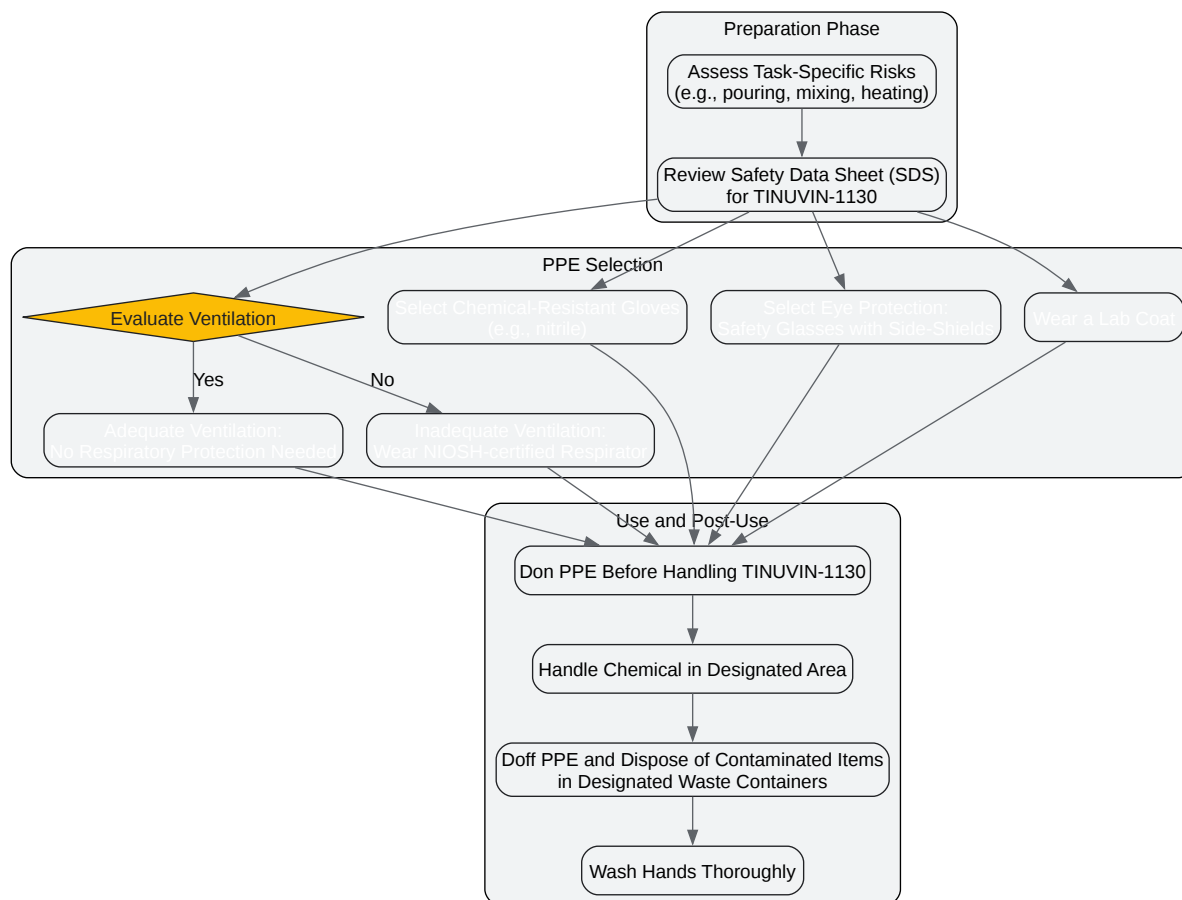 Preparation Phase
Assess Task-Specific Risks
(e.g., pouring, mixing, heating)
Review Safety Data Sheet (SDS)
for TINUVIN-1130
PPE Selection
Evaluate Ventilation
Select Chemical-Resistant Gloves
(e.g., nitrile)
Select Eye Protection:
Safety Glasses with Side-Shields
Wear a Lab Coat
Yes
No
Adequate Ventilation:
No Respiratory Protection Needed
Inadequate Ventilation:
Wear NIOSH-certified Respirator
Use and Post-Use
Don PPE Before Handling TINUVIN-1130
Handle Chemical in Designated Area
Doff PPE and Dispose of Contaminated Items
in Designated Waste Containers
Wash Hands Thoroughly